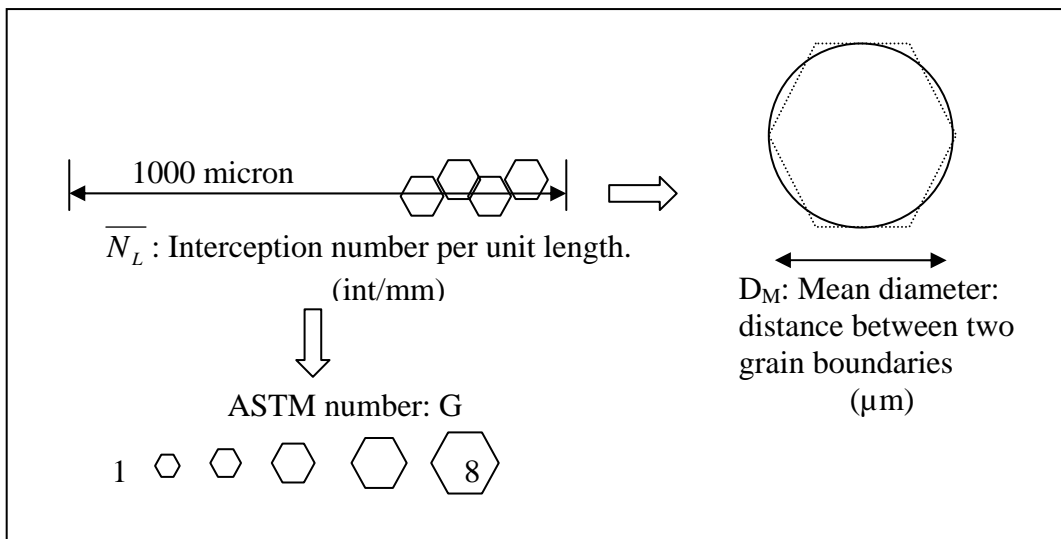 1000 micron
N_L : Interception number per unit length.
(int/mm)
ASTM number: G
1 8
D_M: Mean diameter:
distance between two
grain boundaries
(µm)